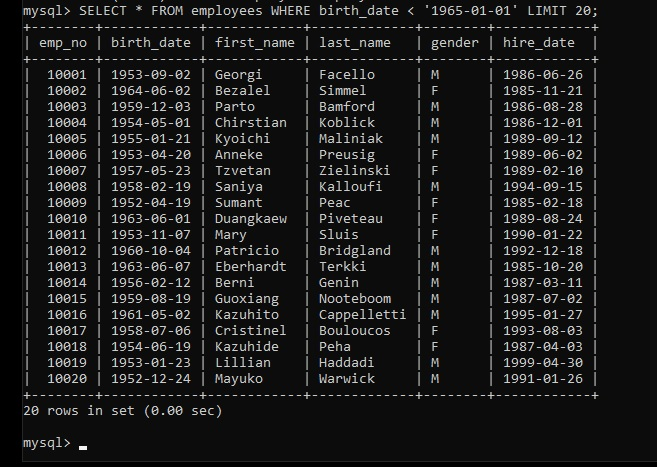 mysql> SELECT * FROM employees WHERE birth_date < '1965-01-01' LIMIT 20;
+--------+------------+------------+-------------+--------+------------+
| emp_no | birth_date | first_name | last_name   | gender | hire_date  |
+--------+------------+------------+-------------+--------+------------+
|  10001 | 1953-09-02 | Georgi     | Facello     | M      | 1986-06-26 |
|  10002 | 1964-06-02 | Bezalel    | Simmel      | F      | 1985-11-21 |
|  10003 | 1959-12-03 | Parto      | Bamford     | M      | 1986-08-28 |
|  10004 | 1954-05-01 | Chirstian  | Koblick     | M      | 1986-12-01 |
|  10005 | 1955-01-21 | Kyoichi    | Maliniak    | M      | 1989-09-12 |
|  10006 | 1953-04-20 | Anneke     | Preusig     | F      | 1989-06-02 |
|  10007 | 1957-05-23 | Tzvetan    | Zielinski   | F      | 1989-02-10 |
|  10008 | 1958-02-19 | Saniya     | Kalloufi    | M      | 1994-09-15 |
|  10009 | 1952-04-19 | Sumant     | Peac        | F      | 1985-02-18 |
|  10010 | 1963-06-01 | Duangkaew  | Piveteau    | F      | 1989-08-24 |
|  10011 | 1953-11-07 | Mary       | Sluis       | F      | 1990-01-22 |
|  10012 | 1960-10-04 | Patricio   | Bridgland   | M      | 1992-12-18 |
|  10013 | 1963-06-07 | Eberhardt  | Terkki      | M      | 1985-10-20 |
|  10014 | 1956-02-12 | Berni      | Genin       | M      | 1987-03-11 |
|  10015 | 1959-08-19 | Guoxiang   | Nooteboom   | M      | 1987-07-02 |
|  10016 | 1961-05-02 | Kazuhito   | Cappelletti | M      | 1995-01-27 |
|  10017 | 1958-07-06 | Cristinel  | Bouloucos   | F      | 1993-08-03 |
|  10018 | 1954-06-19 | Kazuhide   | Peha        | F      | 1987-04-03 |
|  10019 | 1953-01-23 | Lillian    | Haddadi     | M      | 1999-04-30 |
|  10020 | 1952-12-24 | Mayuko     | Warwick     | M      | 1991-01-26 |
+--------+------------+------------+-------------+--------+------------+
20 rows in set (0.00 sec)
mysql>